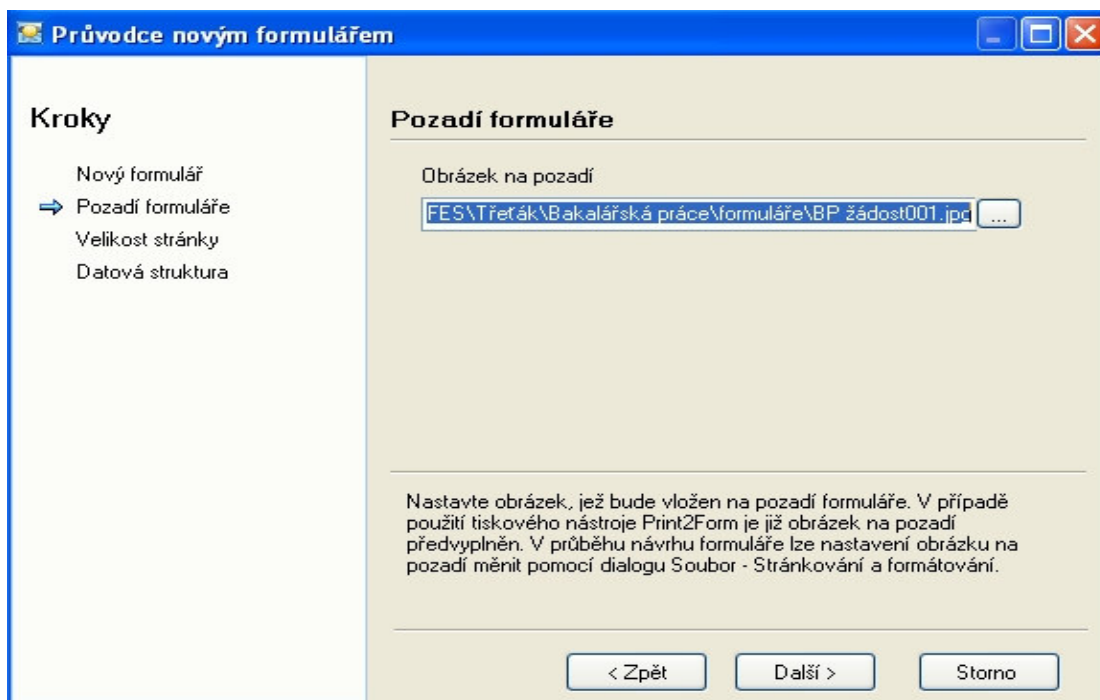 Průvodce novým formulářem
Kroky
Nový formulář
Pozadí formuláře
Velikost stránky
Datová struktura
Pozadí formuláře
Obrázek na pozadí
FES\Třeťák\Bakalářská práce\formuláře\BP žádost001.jpg
...
Nastavte obrázek, jež bude vložen na pozadí formuláře. V případě
použití tiskového nástroje Print2Form je již obrázek na pozadí
předvyplněn. V průběhu návrhu formuláře lze nastavení obrázku na
pozadí měnit pomocí dialogu Soubor - Stránkování a formátování.
< Zpět
Další >
Storno